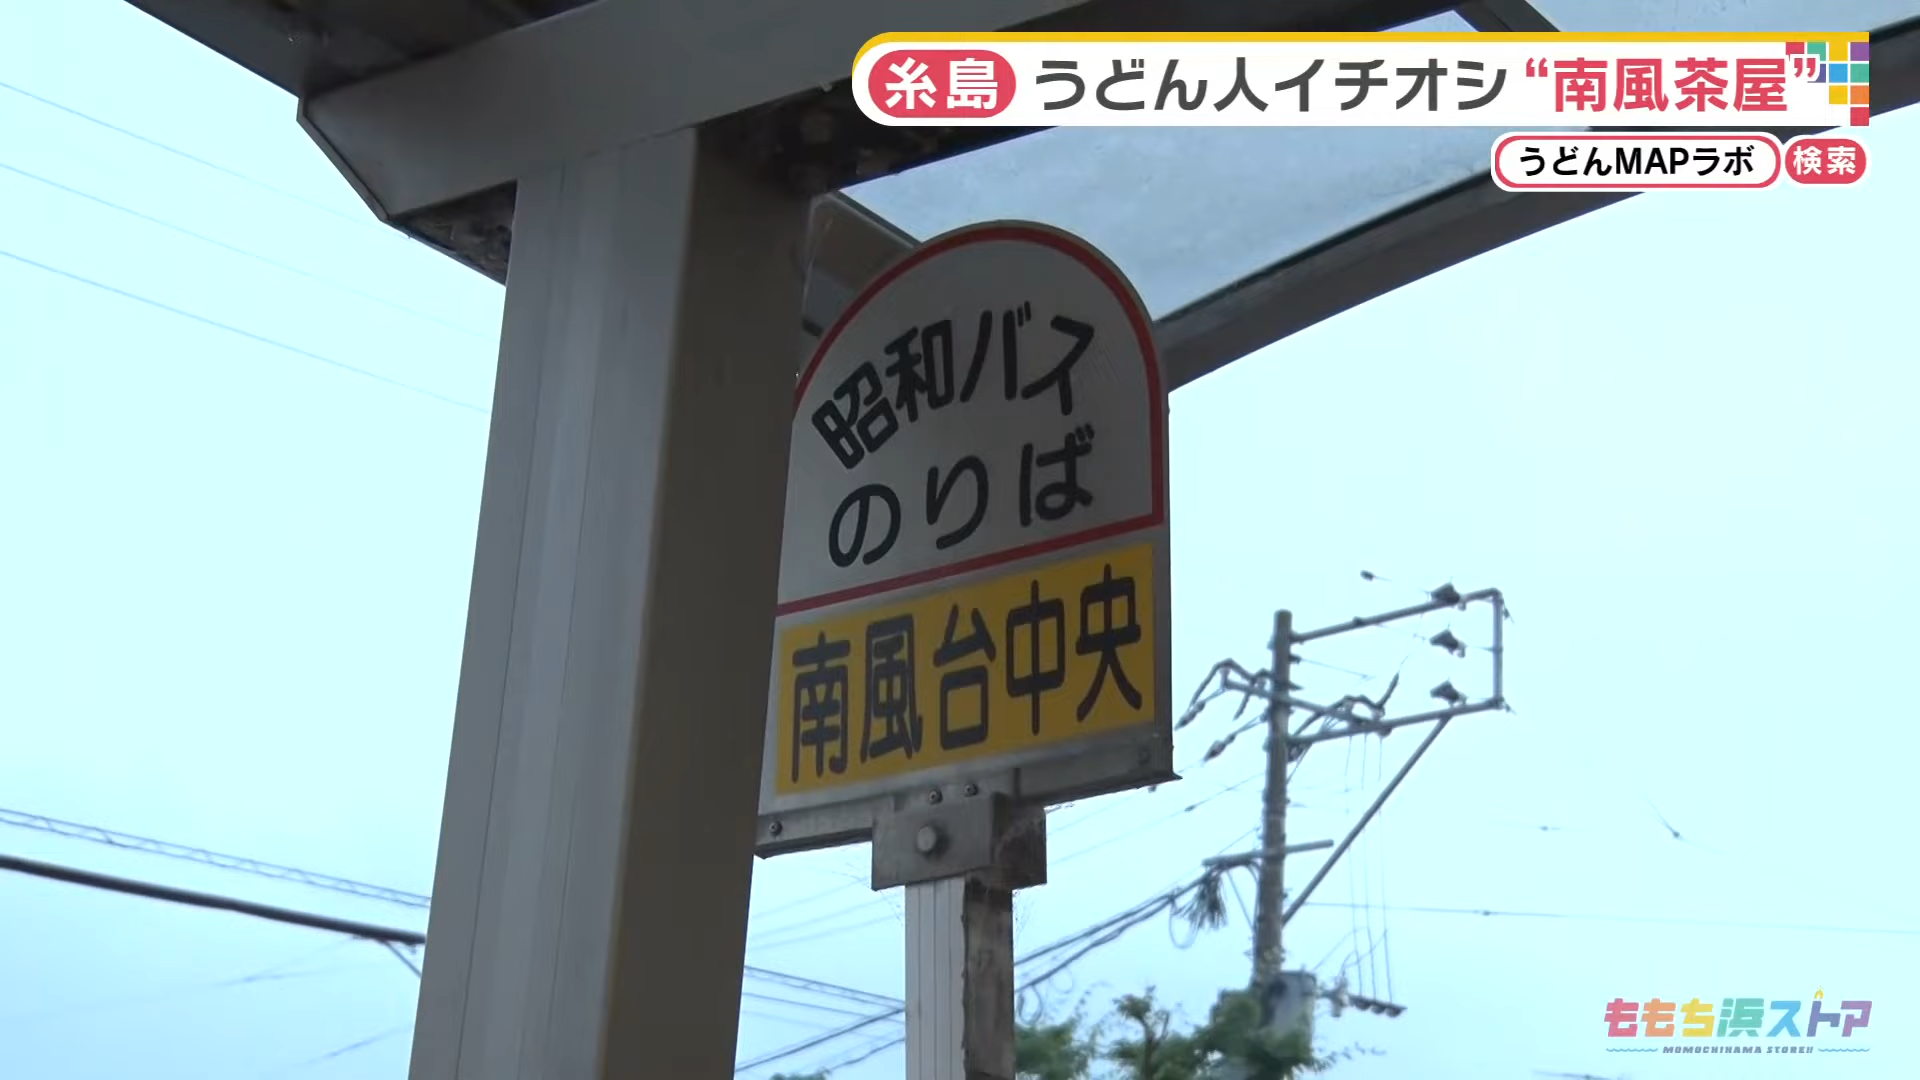 糸島 うどん人イチオシ “南風茶屋”
うどんMAPラボ 検索
昭和バス
のりば
南風台中央
ももち浜ストア
MOMOCHIHAMA STORE!!